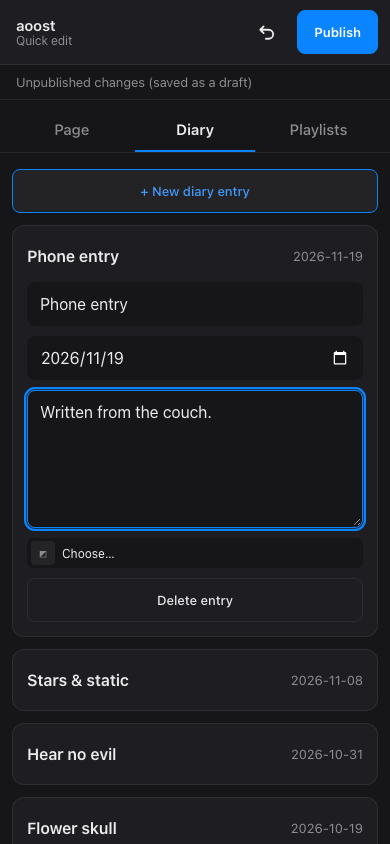 aoost
Quick edit
Publish
Unpublished changes (saved as a draft)
Page
Diary
Playlists
+ New diary entry
Phone entry
2026-11-19
Phone entry
2026/11/19
Written from the couch.
Choose...
Delete entry
Stars & static
2026-11-08
Hear no evil
2026-10-31
Flower skull
2026-10-19